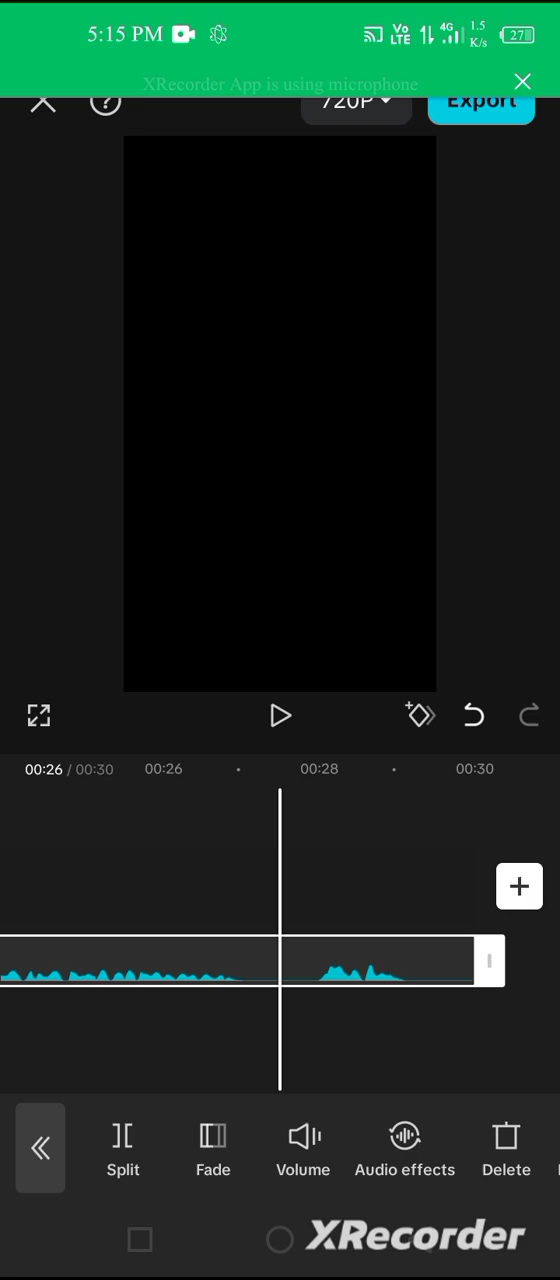 5:15 PM Vo LTE 4G 1.5 K/s 27
XRecorder App is using microphone
720P Export
00:26 / 00:30 00:26 00:28 00:30
Split Fade Volume Audio effects Delete
XRecorder